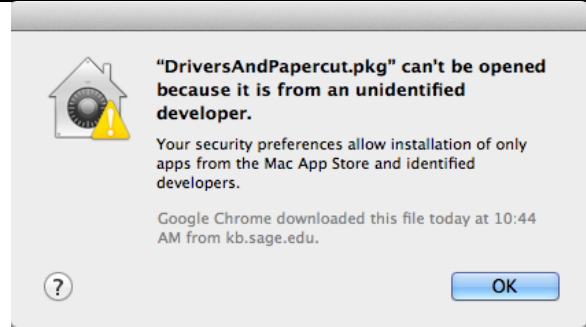 “DriversAndPapercut.pkg” can't be opened
because it is from an unidentified
developer.
Your security preferences allow installation of only
apps from the Mac App Store and identified
developers.
Google Chrome downloaded this file today at 10:44
AM from kb.sage.edu.
?
OK